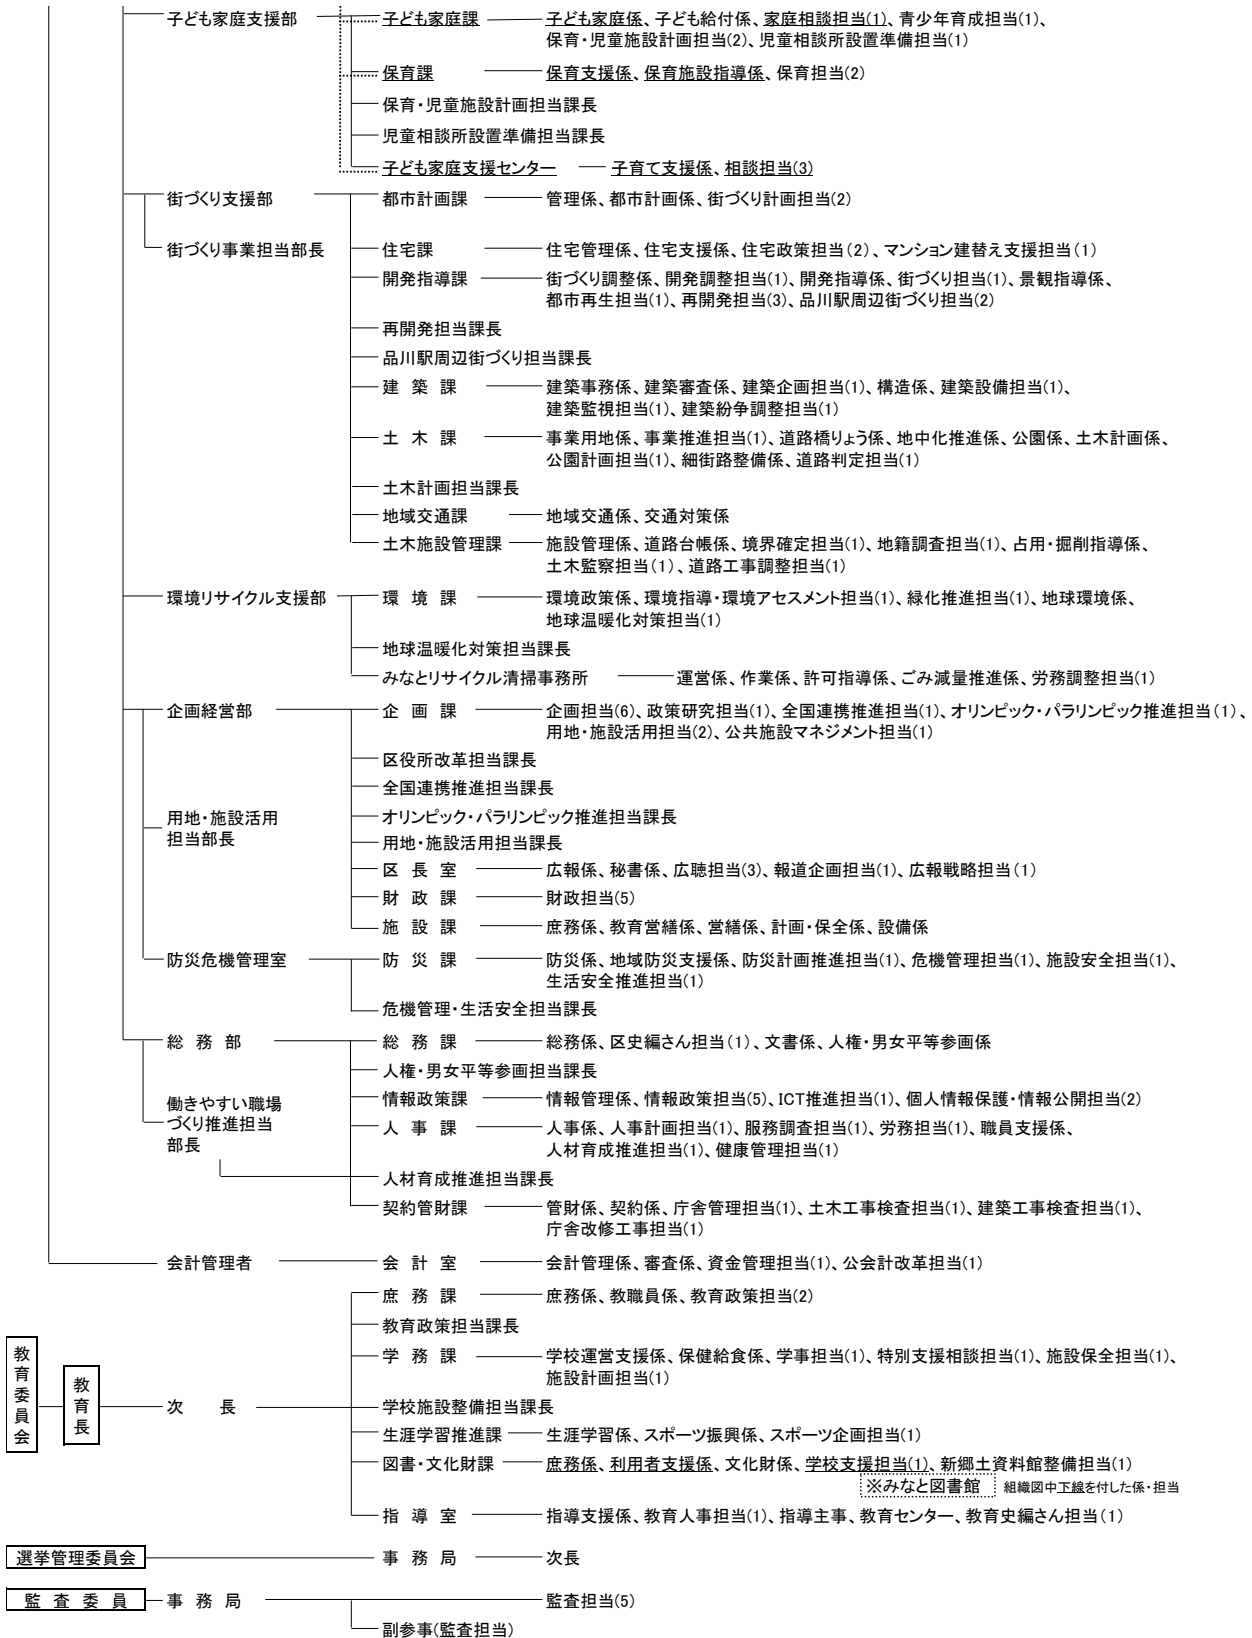 子ども家庭支援部 子ども家庭課 子ども家庭係、子ども給付係、家庭相談担当(1)、青少年育成担当(1)、
保育・児童施設計画担当(2)、児童相談所設置準備担当(1)
保育課 保育支援係、保育施設指導係、保育担当(2)
保育・児童施設計画担当課長
児童相談所設置準備担当課長
子ども家庭支援センター 子育て支援係、相談担当(3)
街づくり支援部 都市計画課 管理係、都市計画係、街づくり計画担当(2)
街づくり事業担当部長 住宅課 住宅管理係、住宅支援係、住宅政策担当(2)、マンション建替え支援担当(1)
開発指導課 街づくり調整係、開発調整担当(1)、開発指導係、街づくり担当(1)、景観指導係、
都市再生担当(1)、再開発担当(3)、品川駅周辺街づくり担当(2)
再開発担当課長
品川駅周辺街づくり担当課長
建築課 建築事務係、建築審査係、建築企画担当(1)、構造係、建築設備担当(1)、
建築監視担当(1)、建築紛争調整担当(1)
土木課 事業用地係、事業推進担当(1)、道路橋りょう係、地中化推進係、公園係、土木計画係、
公園計画担当(1)、細街路整備係、道路判定担当(1)
土木計画担当課長
地域交通課 地域交通係、交通対策係
土木施設管理課 施設管理係、道路台帳係、境界確定担当(1)、地籍調査担当(1)、占用・掘削指導係、
土木監察担当(1)、道路工事調整担当(1)
環境リサイクル支援部 環境課 環境政策係、環境指導・環境アセスメント担当(1)、緑化推進担当(1)、地球環境係、
地球温暖化対策担当(1)
地球温暖化対策担当課長
みなとリサイクル清掃事務所 運営係、作業係、許可指導係、ごみ減量推進係、労務調整担当(1)
企画経営部 企画課 企画担当(6)、政策研究担当(1)、全国連携推進担当(1)、オリンピック・パラリンピック推進担当(1)、
用地・施設活用担当(2)、公共施設マネジメント担当(1)
区役所改革担当課長
全国連携推進担当課長
用地・施設活用 オリンピック・パラリンピック推進担当課長
担当部長
用地・施設活用担当課長
区長室 広報係、秘書係、広聴担当(3)、報道企画担当(1)、広報戦略担当(1)
財政課 財政担当(5)
施設課 庶務係、教育営繕係、営繕係、計画・保全係、設備係
防災危機管理室 防災課 防災係、地域防災支援係、防災計画推進担当(1)、危機管理担当(1)、施設安全担当(1)、
生活安全推進担当(1)
危機管理・生活安全担当課長
総務部 総務課 総務係、区史編さん担当(1)、文書係、人権・男女平等参画係
人権・男女平等参画担当課長
働きやすい職場 情報政策課 情報管理係、情報政策担当(5)、ICT推進担当(1)、個人情報保護・情報公開担当(2)
づくり推進担当 人事課 人事係、人事計画担当(1)、服務調査担当(1)、労務担当(1)、職員支援係、
部長 人材育成推進担当(1)、健康管理担当(1)
人材育成推進担当課長
契約管財課 管財係、契約係、庁舎管理担当(1)、土木工事検査担当(1)、建築工事検査担当(1)、
庁舎改修工事担当(1)
会計管理者 会計室 会計管理係、審査係、資金管理担当(1)、公会計改革担当(1)
庶務課 庶務係、教職員係、教育政策担当(2)
教育政策担当課長
学務課 学校運営支援係、保健給食係、学事担当(1)、特別支援相談担当(1)、施設保全担当(1)、
施設計画担当(1)
教育委員会 教育長 次長 学校施設整備担当課長
生涯学習推進課 生涯学習係、スポーツ振興係、スポーツ企画担当(1)
図書・文化財課 庶務係、利用者支援係、文化財係、学校支援担当(1)、新郷土資料館整備担当(1)
※みなと図書館 組織図中下線を付した係・担当
指導室 指導支援係、教育人事担当(1)、指導主事、教育センター、教育史編さん担当(1)
選挙管理委員会 事務局 次長
監査委員 事務局 監査担当(5)
副参事(監査担当)